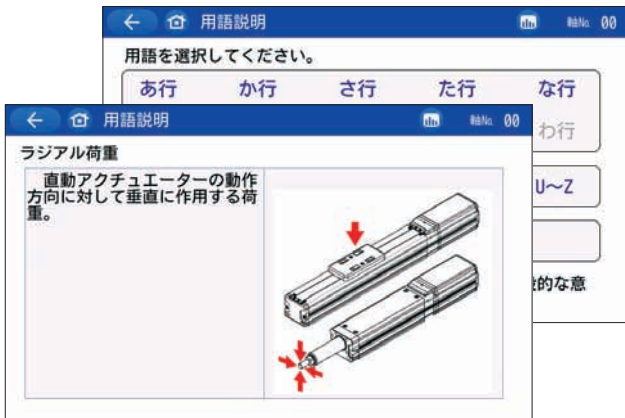 用語説明
軸No. 00
用語を選択してください。
あ行 か行 さ行 た行 な行
わ行
U～Z
的な意
用語説明
軸No. 00
ラジアル荷重
直動アクチュエーターの動作
方向に対して垂直に作用する荷
重。